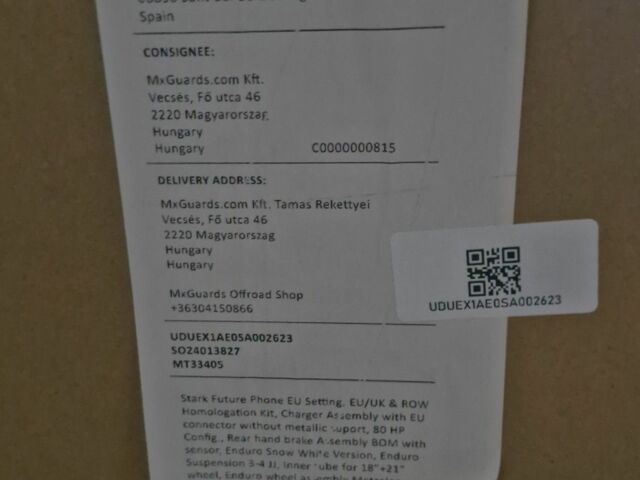 Spain
CONSIGNEE:
MxGuards.com Kft.
Vecsés, Fő utca 46
2220 Magyarország
Hungary
Hungary C0000000815
DELIVERY ADDRESS:
MxGuards.com Kft. Tamas Rekettyei
Vecsés, Fő utca 46
2220 Magyarország
Hungary
Hungary
MxGuards Offroad Shop
+36304150866
UDUEX1AE0SA002623
SO24013827
MT33405
UDUEX1AE0SA002623
Stark Future Phone EU Setting, EU/UK & ROW
Homologation Kit, Charger Assembly with EU
connector without metallic suport, 80 HP
Config., Rear hand brake Assembly BOM with
sensor, Enduro Snow White Version, Enduro
Suspension 3-4 JJ, Inner tube for 18"+21"
wheel, Enduro wheel assembly